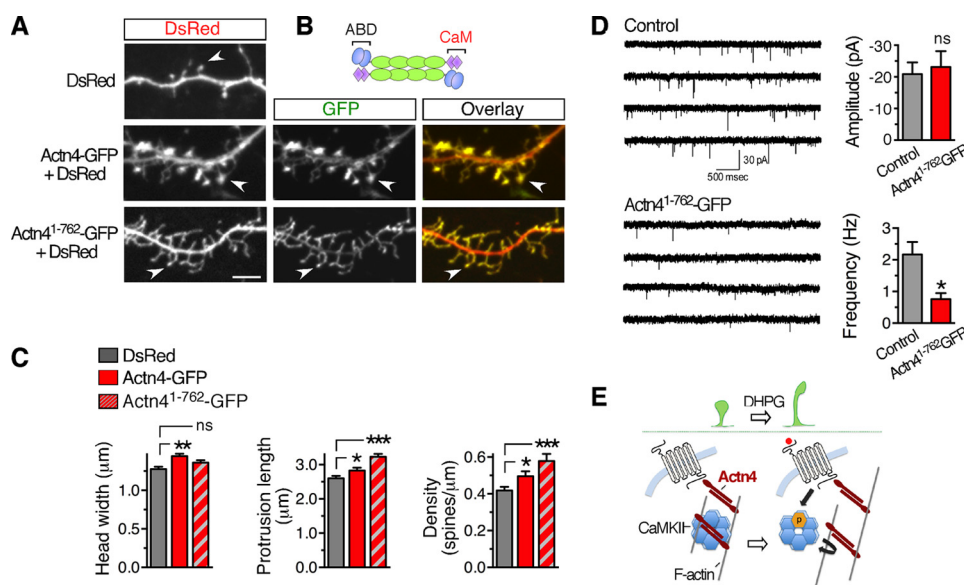 A
DsRed
DsRed
Actn4-GFP
+ DsRed
Actn4¹⁻⁷⁶²-GFP
+ DsRed
B
ABD
CaM
GFP
Overlay
C
DsRed
Actn4-GFP
Actn4¹⁻⁷⁶²-GFP
ns
**
Head width (μm)
1.0
0.5
0.0
*
***
Protrusion length
(μm)
3.0
2.0
1.0
0.0
*
***
Density
(spines/μm)
0.6
0.4
0.2
0.0
D
Control
30 pA
500 msec
Actn4¹⁻⁷⁶²-GFP
ns
Amplitude (pA)
-30
-20
-10
0
Control
Actn4¹⁻⁷⁶²GFP
Frequency (Hz)
3
2
1
0
*
Control
Actn4¹⁻⁷⁶²GFP
E
DHPG
Actn4
CaMKII
P
F-actin